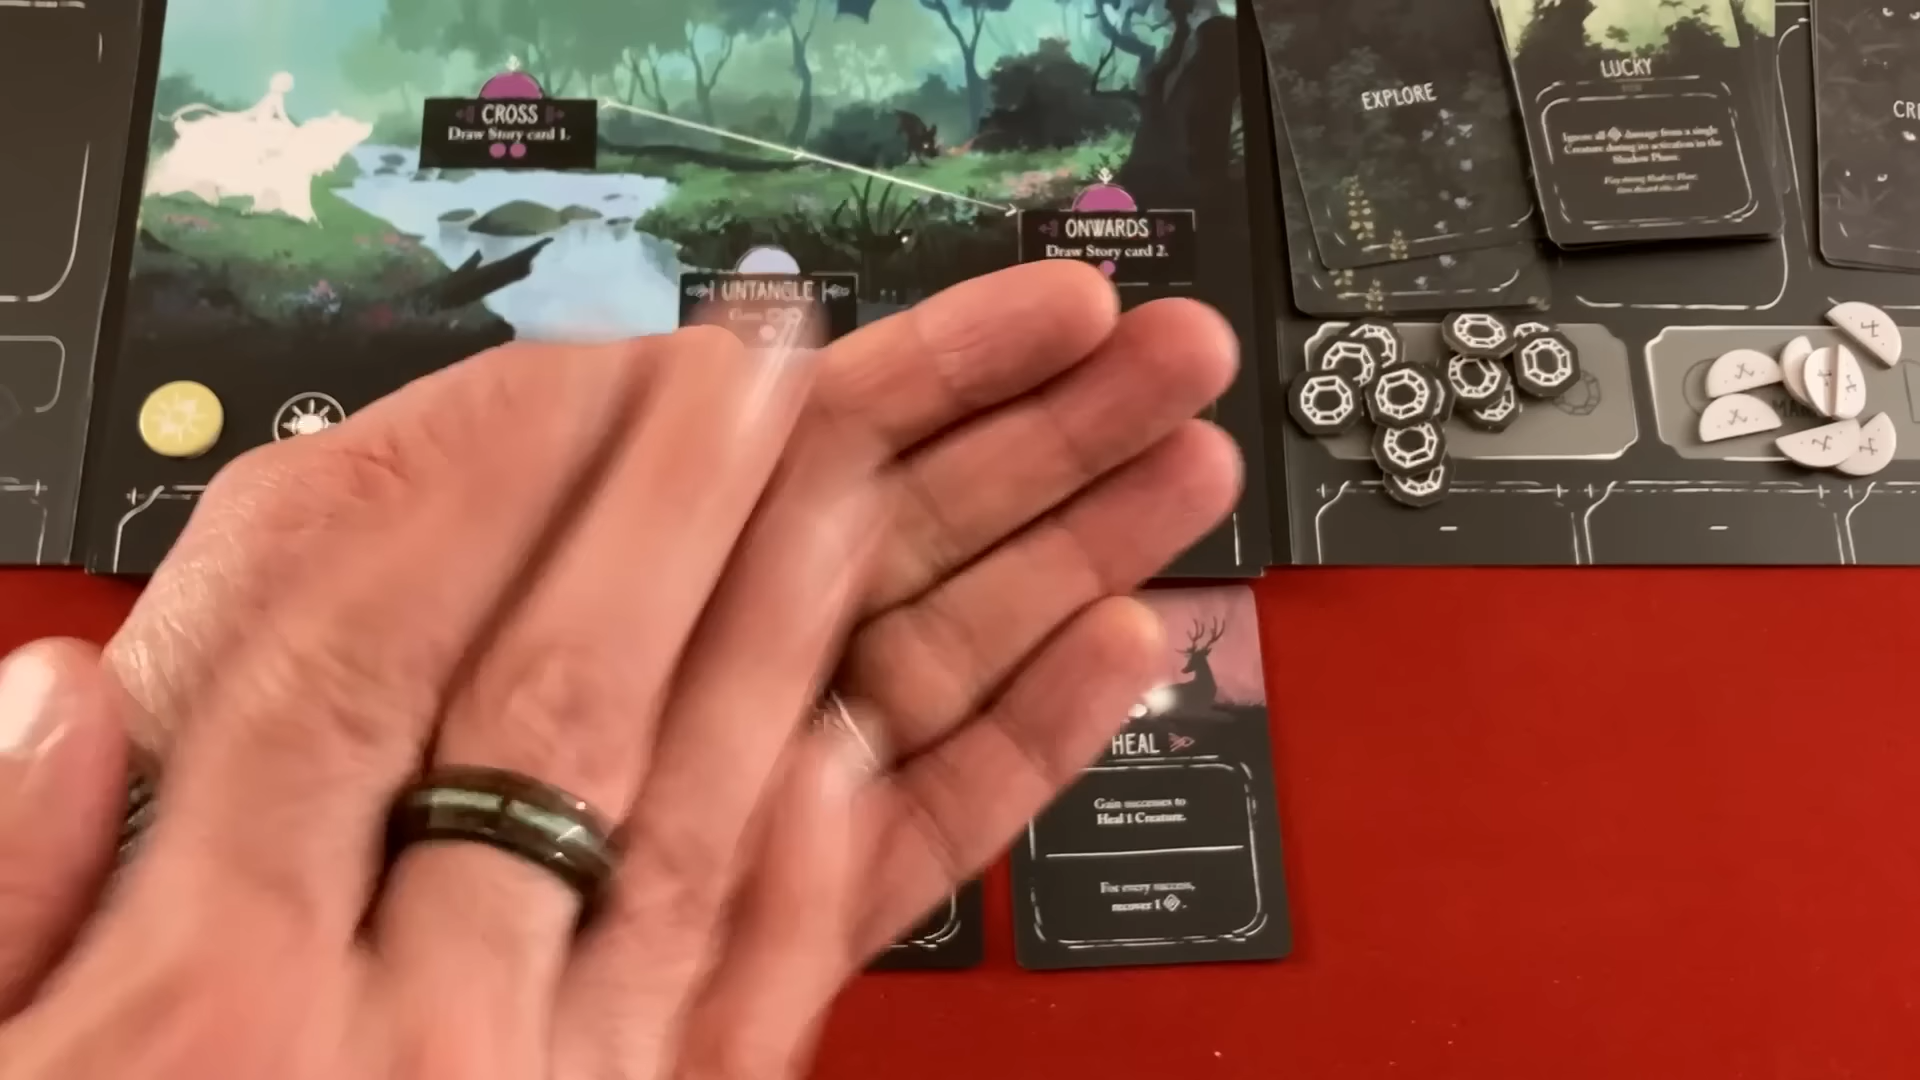 CROSS
Draw Story card 1.
ONWARDS
Draw Story card 2.
UNTANGLE
EXPLORE
LUCKY
Ignore all damage from a single
Creature during its activation in the
Shadow Phase.
HEAL
Gain successes to
Heal 1 Creature.
For every success,
recover 1 .